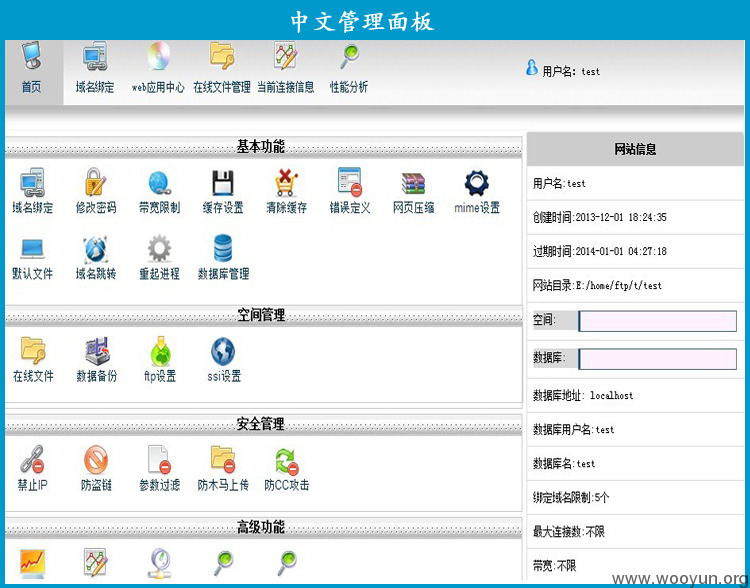 中文管理面板
首页 域名绑定 web应用中心 在线文件管理 当前连接信息 性能分析
用户名: test
基本功能
域名绑定 修改密码 带宽限制 缓存设置 清除缓存 错误定义 网页压缩 mime设置
默认文件 域名跳转 重起进程 数据库管理
空间管理
在线文件 数据备份 ftp设置 ssi设置
安全管理
禁止IP 防盗链 参数过滤 防木马上传 防CC攻击
高级功能
网站信息
用户名:test
创建时间:2013-12-01 18:24:35
过期时间:2014-01-01 04:27:18
网站目录:E:/home/ftp/t/test
空间:
数据库:
数据库地址: localhost
数据库用户名:test
数据库名:test
绑定域名限制:5个
最大连接数:不限
带宽:不限
www.wooyun.org